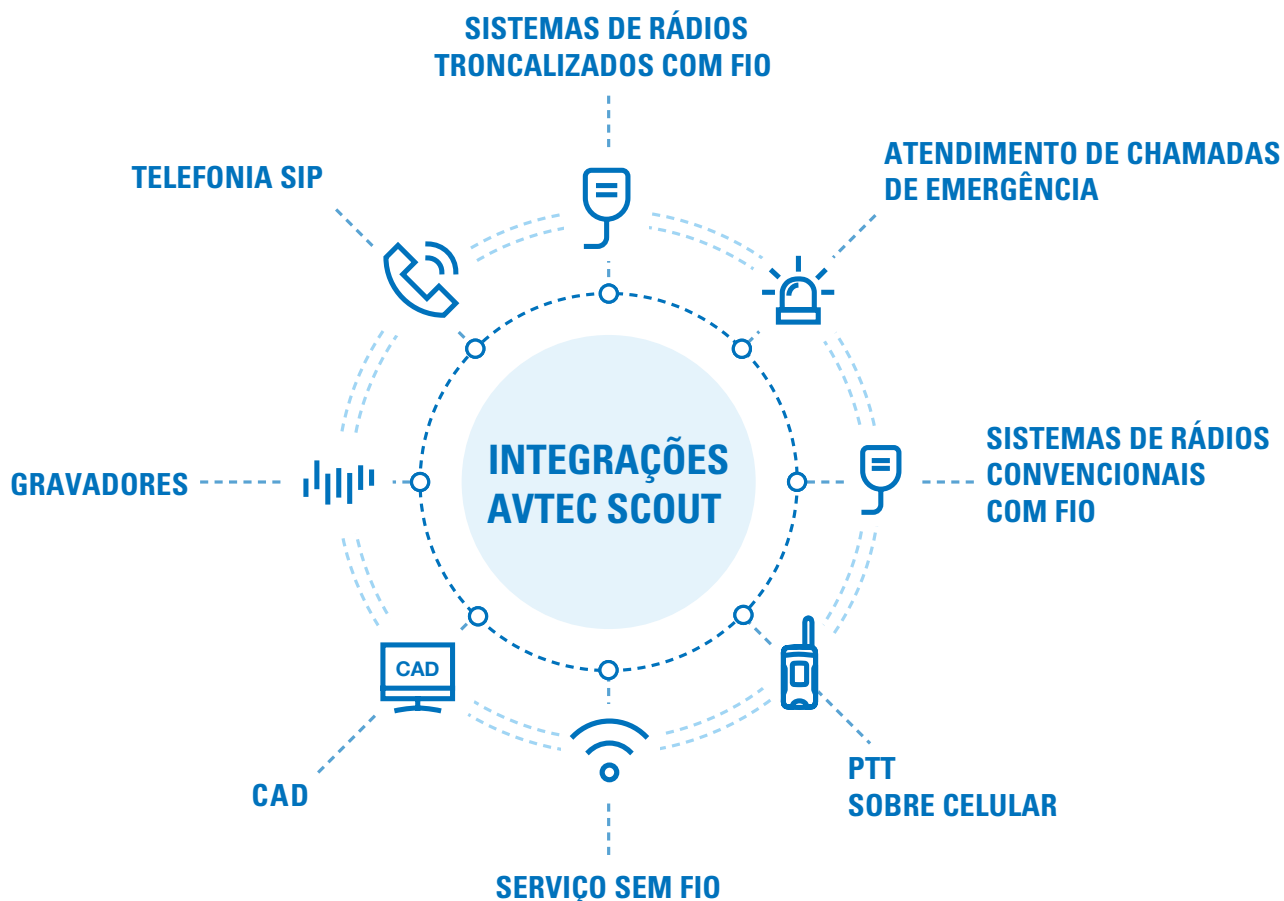 SISTEMAS DE RÁDIOS
TRONCALIZADOS COM FIO
ATENDIMENTO DE CHAMADAS
DE EMERGÊNCIA
TELEFONIA SIP
SISTEMAS DE RÁDIOS
CONVENCIONAIS
COM FIO
INTEGRAÇÕES
AVTEC SCOUT
GRAVADORES
CAD
PTT
SOBRE CELULAR
CAD
SERVIÇO SEM FIO